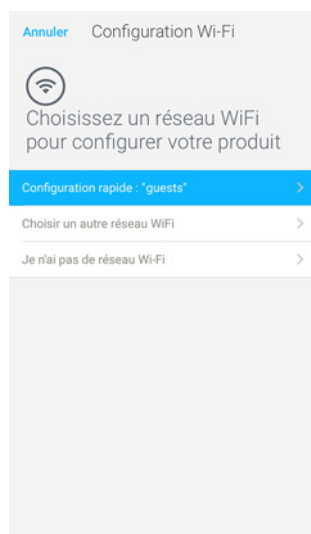 Annuler Configuration Wi-Fi
Choisissez un réseau WiFi
pour configurer votre produit
Configuration rapide : "guests"
Choisir un autre réseau WiFi
Je n'ai pas de réseau Wi-Fi